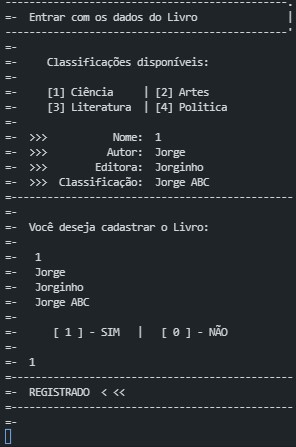 --------------------------------------------------.
=- Entrar com os dados do Livro |
--------------------------------------------------'
=-
=- Classificações disponíveis:
=-
=- [1] Ciência | [2] Artes
=- [3] Literatura | [4] Politica
=-
=- >>> Nome: 1
=- >>> Autor: Jorge
=- >>> Editora: Jorginho
=- >>> Classificação: Jorge ABC
=--------------------------------------------------
=-
=- Você deseja cadastrar o Livro:
=-
=- 1
=- Jorge
=- Jorginho
=- Jorge ABC
=-
=- [ 1 ] - SIM | [ 0 ] - NÃO
=-
=- 1
=--------------------------------------------------
=- REGISTRADO < <<
=--------------------------------------------------
=-